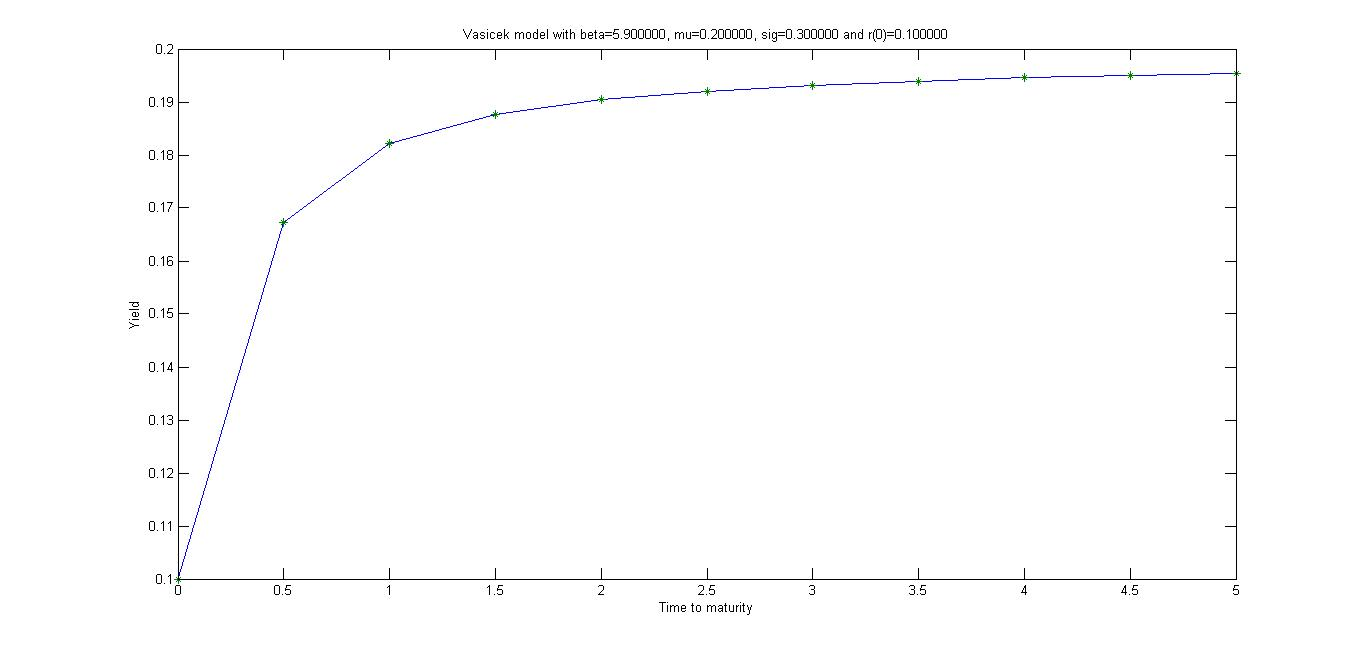 Vasicek model with beta=5.900000, mu=0.200000, sig=0.300000 and r(0)=0.100000
0.2
0.19
0.18
0.17
0.16
0.15
0.14
0.13
0.12
0.11
0.1
Yield
0 0.5 1 1.5 2 2.5 3 3.5 4 4.5 5
Time to maturity